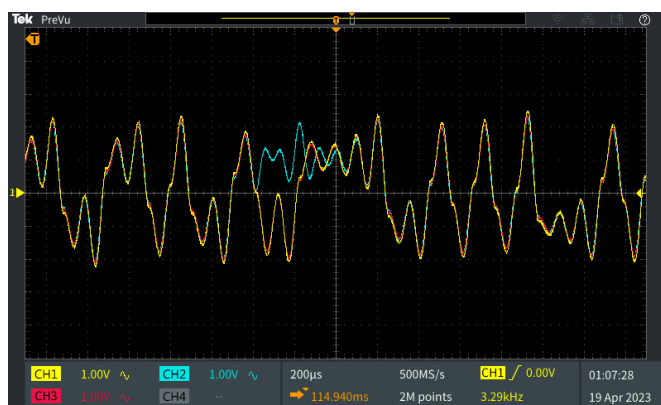 Tek PreVu
T
T
1
CH1 1.00V CH2 1.00V 200µs 500MS/s CH1 0.00V 01:07:28
CH3 1.00V CH4 -- 114.940ms 2M points 3.29kHz 19 Apr 2023